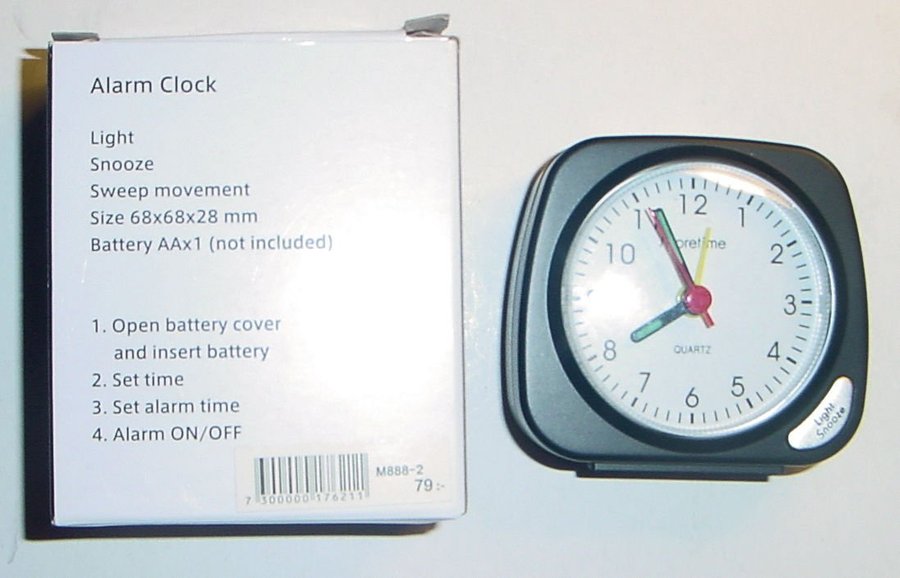 Alarm Clock
Light
Snooze
Sweep movement
Size 68x68x28 mm
Battery AAx1 (not included)
1. Open battery cover
and insert battery
2. Set time
3. Set alarm time
4. Alarm ON/OFF
M888-2
79:-
7 300000 176211
12
1
2
3
4
5
6
7
8
10
QUARTZ
Light
Snooze